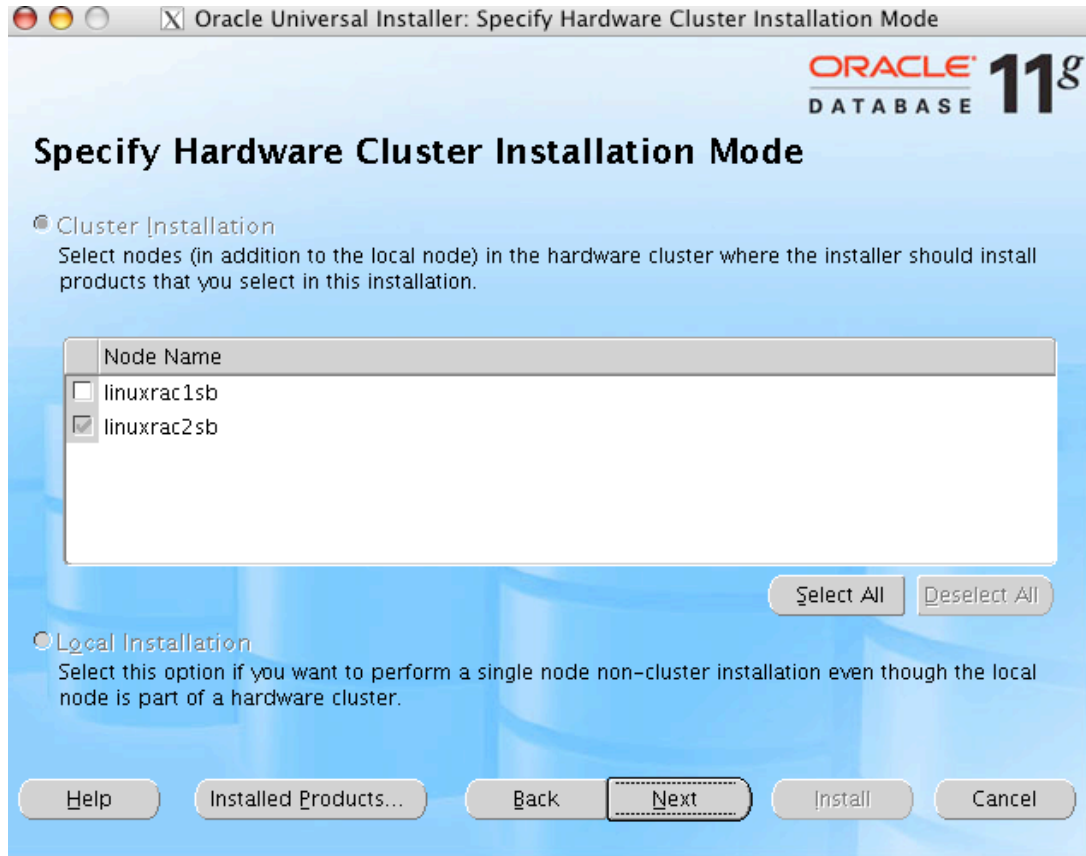 X Oracle Universal Installer: Specify Hardware Cluster Installation Mode
ORACLE® 11g
DATABASE
Specify Hardware Cluster Installation Mode
Cluster Installation
Select nodes (in addition to the local node) in the hardware cluster where the installer should install
products that you select in this installation.
Node Name
linuxrac1sb
linuxrac2sb
Select All Deselect All
Local Installation
Select this option if you want to perform a single node non-cluster installation even though the local
node is part of a hardware cluster.
Help Installed Products... Back Next Install Cancel